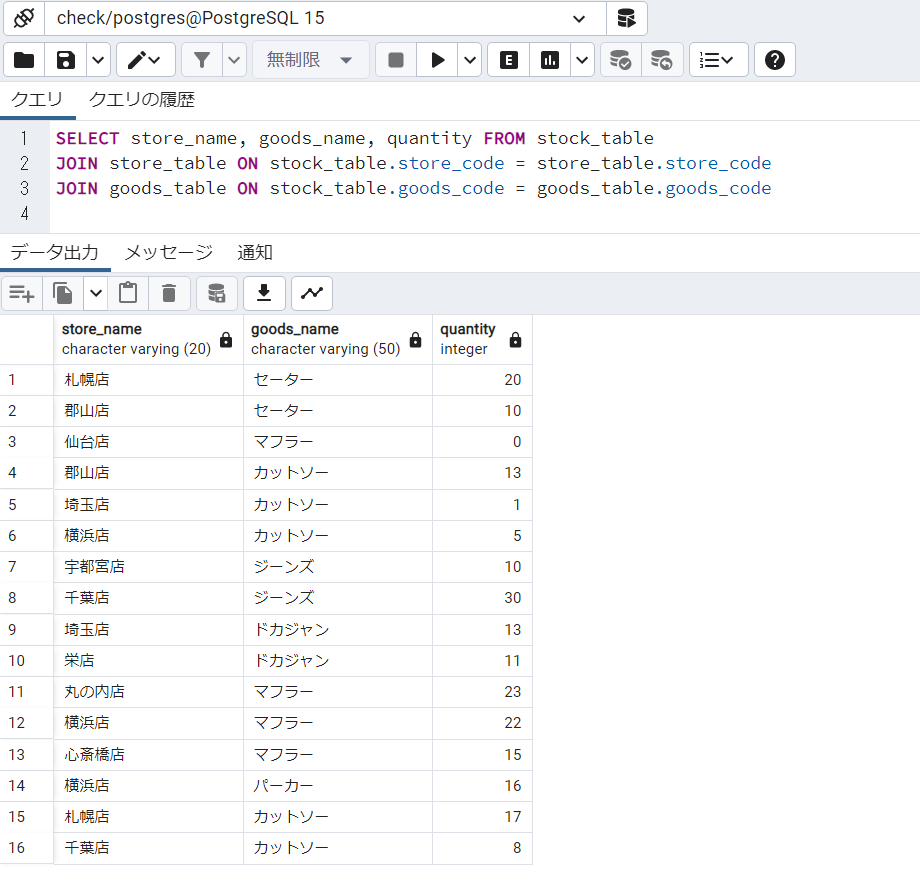 check/postgres@PostgreSQL 15
無制限
E
クエリ クエリの履歴
1 SELECT store_name, goods_name, quantity FROM stock_table
2 JOIN store_table ON stock_table.store_code = store_table.store_code
3 JOIN goods_table ON stock_table.goods_code = goods_table.goods_code
4
データ出力 メッセージ 通知
store_name goods_name quantity
character varying (20) character varying (50) integer
1 札幌店 セーター 20
2 郡山店 セーター 10
3 仙台店 マフラー 0
4 郡山店 カットソー 13
5 埼玉店 カットソー 1
6 横浜店 カットソー 5
7 宇都宮店 ジーンズ 10
8 千葉店 ジーンズ 30
9 埼玉店 ドカジャン 13
10 栄店 ドカジャン 11
11 丸の内店 マフラー 23
12 横浜店 マフラー 22
13 心斎橋店 マフラー 15
14 横浜店 パーカー 16
15 札幌店 カットソー 17
16 千葉店 カットソー 8